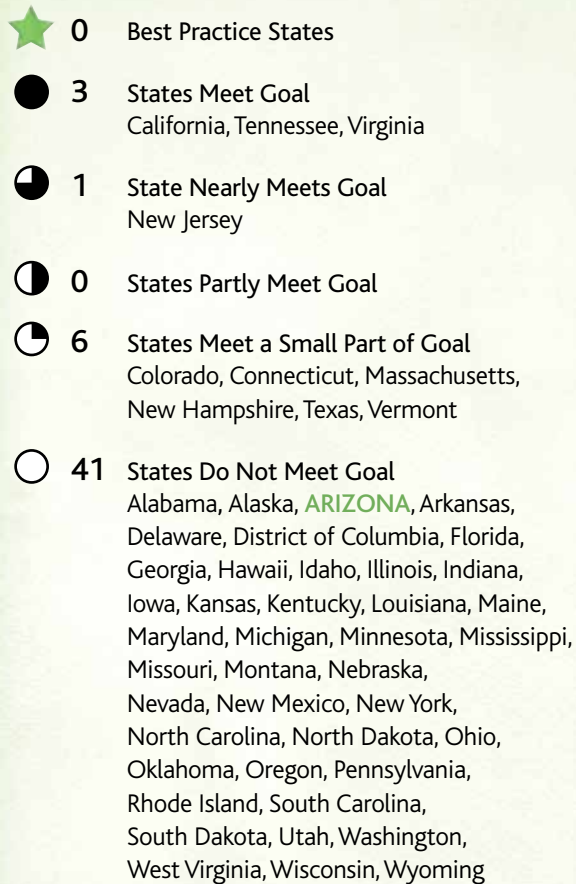 0 Best Practice States
3 States Meet Goal
California, Tennessee, Virginia
1 State Nearly Meets Goal
New Jersey
0 States Partly Meet Goal
6 States Meet a Small Part of Goal
Colorado, Connecticut, Massachusetts,
New Hampshire, Texas, Vermont
41 States Do Not Meet Goal
Alabama, Alaska, ARIZONA, Arkansas,
Delaware, District of Columbia, Florida,
Georgia, Hawaii, Idaho, Illinois, Indiana,
Iowa, Kansas, Kentucky, Louisiana, Maine,
Maryland, Michigan, Minnesota, Mississippi,
Missouri, Montana, Nebraska,
Nevada, New Mexico, New York,
North Carolina, North Dakota, Ohio,
Oklahoma, Oregon, Pennsylvania,
Rhode Island, South Carolina,
South Dakota, Utah, Washington,
West Virginia, Wisconsin, Wyoming